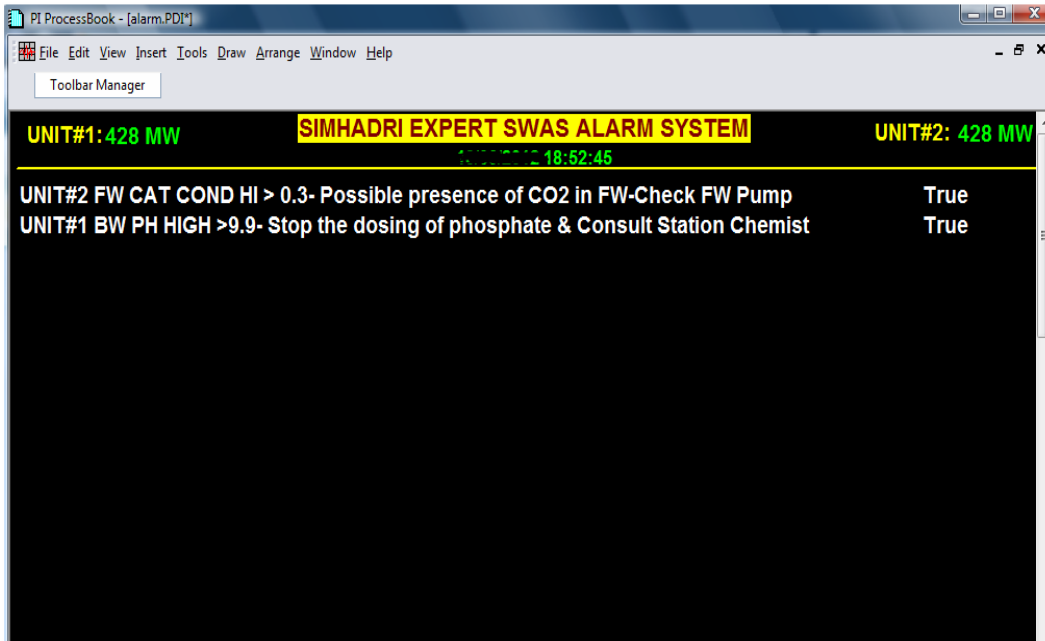 PI ProcessBook - [alarm.PDI*]
File Edit View Insert Tools Draw Arrange Window Help
Toolbar Manager
UNIT#1: 428 MW
SIMHADRI EXPERT SWAS ALARM SYSTEM
UNIT#2: 428 MW
18:52:45
UNIT#2 FW CAT COND HI > 0.3- Possible presence of CO2 in FW-Check FW Pump True
UNIT#1 BW PH HIGH >9.9- Stop the dosing of phosphate & Consult Station Chemist True